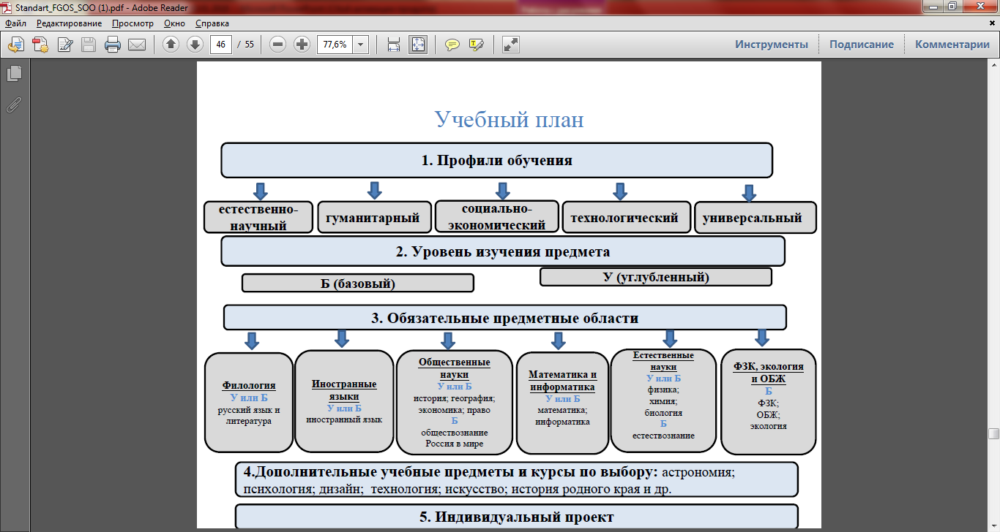 Standart_FGOS_SOO (1).pdf - Adobe Reader
Файл Редактирование Просмотр Окно Справка
46 / 55 77,6% Инструменты Подписание Комментарии
Учебный план
1. Профили обучения
естественно-
научный
гуманитарный
социально-
экономический
технологический
универсальный
2. Уровень изучения предмета
Б (базовый)
У (углубленный)
3. Обязательные предметные области
Филология
У или Б
русский язык и
литература
Иностранные
языки
У или Б
иностранный язык
Общественные
науки
У или Б
история; география;
экономика; право
Б
обществознание
Россия в мире
Математика и
информатика
У или Б
математика;
информатика
Естественные
науки
У или Б
физика;
химия;
биология
Б
естествознание
ФЗК, экология
и ОБЖ
Б
ФЗК;
ОБЖ;
экология
4.Дополнительные учебные предметы и курсы по выбору: астрономия;
психология; дизайн; технология; искусство; история родного края и др.
5. Индивидуальный проект